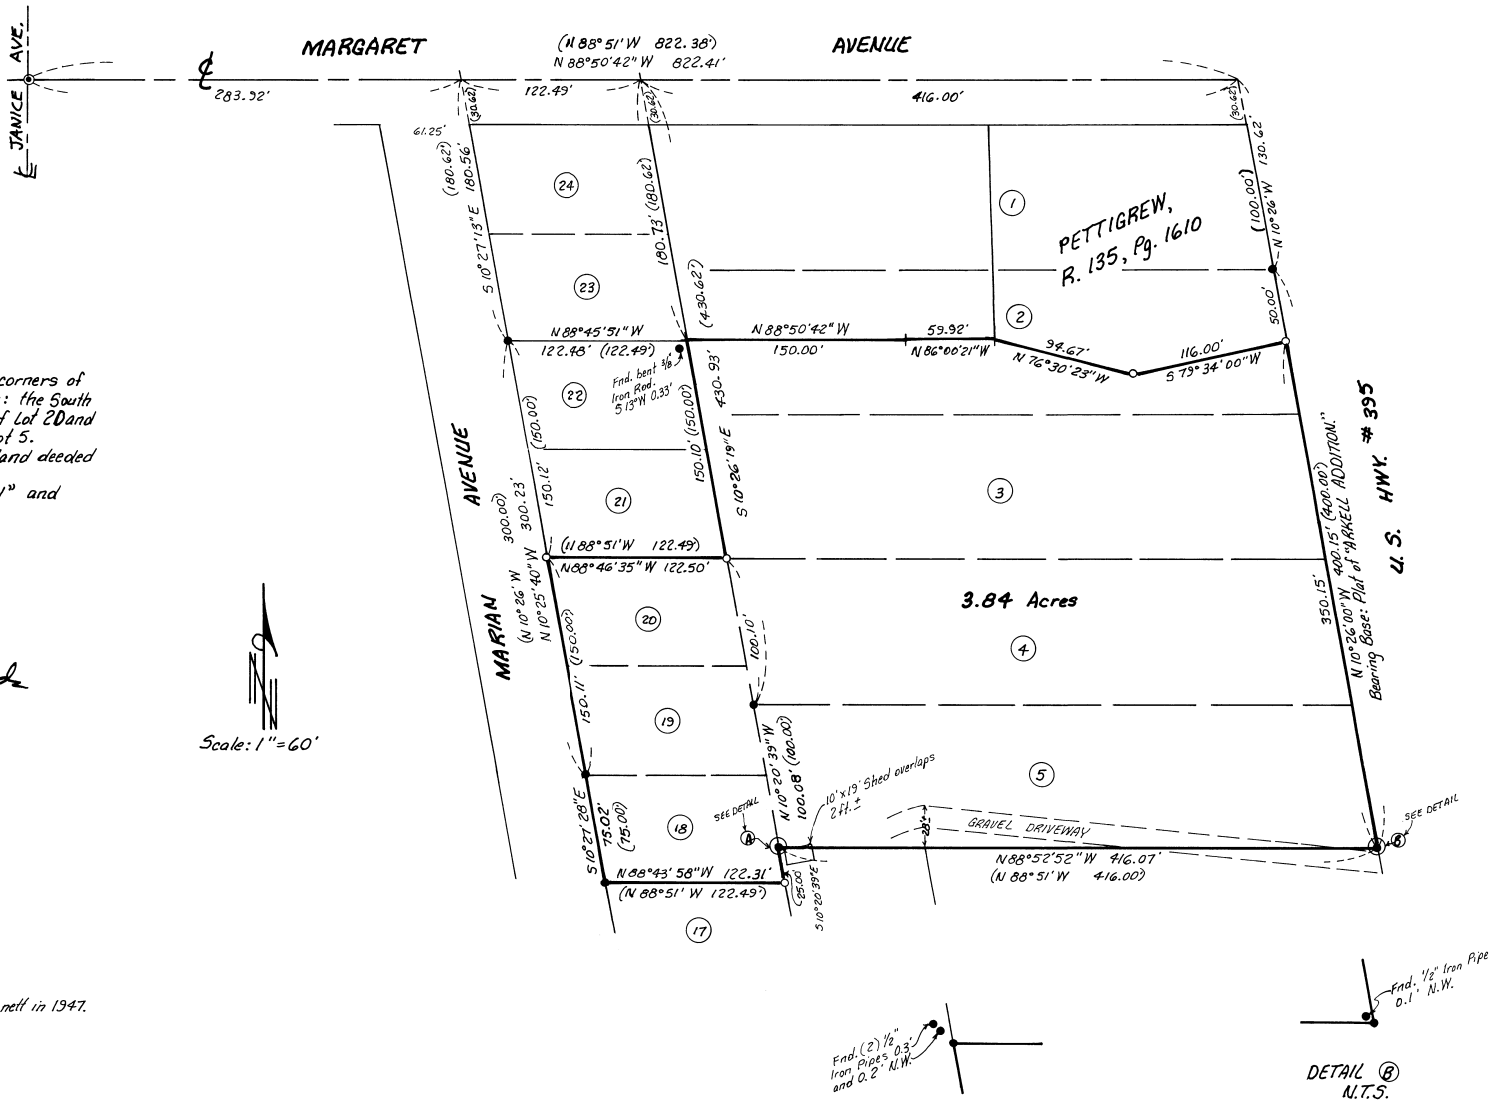 JANICE AVE.
℄
MARGARET AVENUE
(N 88°51'W 822.38')
N 88°50'42" W 822.41'
℄
283.92'
122.49'
416.00'
(30.62)
(30.62)
(30.62)
61.25'
(180.62')
S 10°27'13"E 180.56'
180.73' (180.62)
(430.62')
24
23
22
21
20
19
18
17
1
2
3
4
5
PETTIGREW,
R. 135, Pg. 1610
N 10°26'W 130.62'
(100.00')
50.00'
N 88°45'51" W
122.48' (122.49')
N 88°50'42" W
150.00'
59.92'
N 86°00'21" W
94.67'
N 76°30'23" W
116.00'
S 79°34'00" W
Fnd. bent 3/8"
Iron Rod.
S 13°W 0.33'
S 10°26'19"E 430.93'
150.10' (150.00')
(150.00')
150.12'
corners of
: the South
f Lot 20 and
ot 5.
and deeded
1" and
MARIAN AVENUE
(N 10°26'W 300.00')
N 10°25'40"W 300.23'
(N 88°51'W 122.49')
N 88°46'35" W 122.50'
3.84 Acres
U.S. HWY. #395
350.15'
N 10°26'00"W 400.15' (400.00')
Bearing Base: Plat of "ARKELL ADDITION."
Scale: 1"=60'
150.11' (150.00')
100.10'
N 10°20'39" W
100.08' (100.00')
S 10°27'28"E
75.02'
(75.00')
SEE DETAIL
A
10'x19' Shed overlaps
2 ft. ±
28'±
GRAVEL DRIVEWAY
SEE DETAIL
B
N 88°52'52" W 416.07'
(N 88°51'W 416.00')
N 88°43'58" W 122.31'
(N 88°51'W 122.49')
(25.00'
S 10°20'39"E
nett in 1947.
Fnd. (2) 1/2"
Iron Pipes 0.3'
and 0.2' N.W.
Fnd. 1/2" Iron Pipe
0.1' N.W.
DETAIL B
N.T.S.